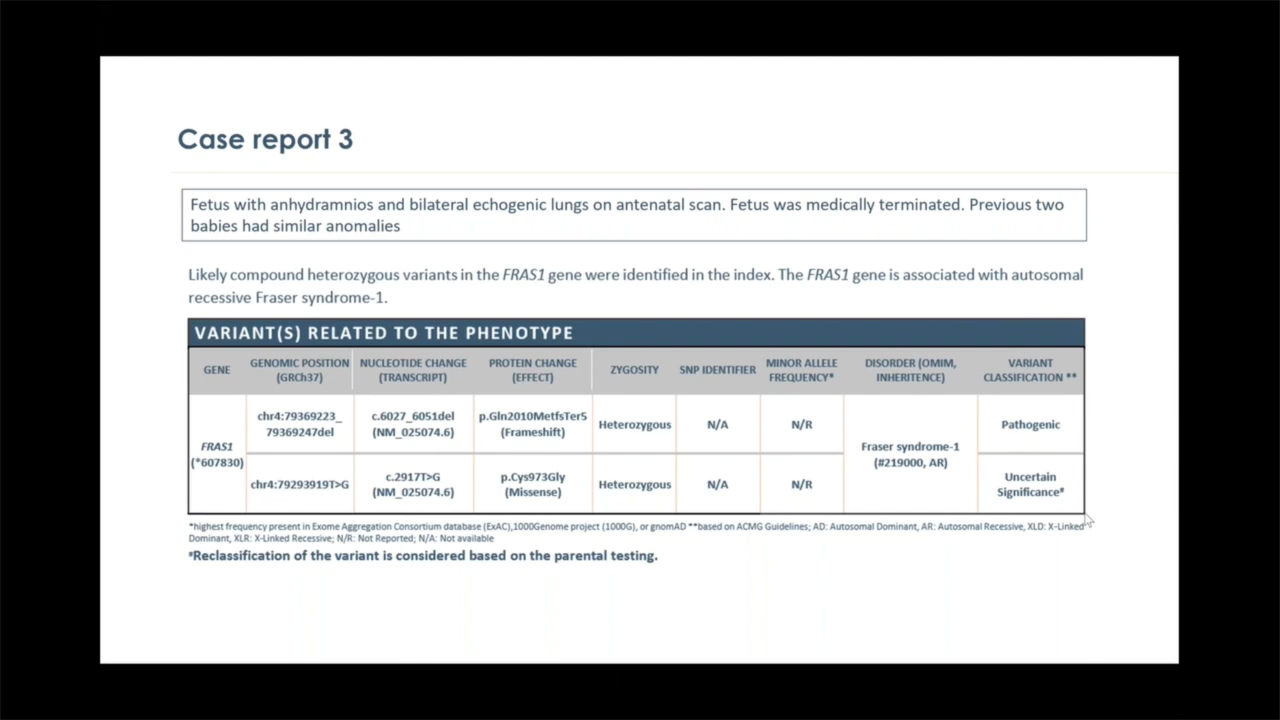 Case report 3
Fetus with anhydramnios and bilateral echogenic lungs on antenatal scan. Fetus was medically terminated. Previous two
babies had similar anomalies
Likely compound heterozygous variants in the FRAS1 gene were identified in the index. The FRAS1 gene is associated with autosomal
recessive Fraser syndrome-1.
VARIANT(S) RELATED TO THE PHENOTYPE
GENE
GENOMIC POSITION
(GRCh37)
NUCLEOTIDE CHANGE
(TRANSCRIPT)
PROTEIN CHANGE
(EFFECT)
ZYGOSITY
SNP IDENTIFIER
MINOR ALLELE
FREQUENCY*
DISORDER (OMIM,
INHERITENCE)
VARIANT
CLASSIFICATION **
FRAS1
(*607830)
chr4:79369223_
79369247del
c.6027_6051del
(NM_025074.6)
p.Gln2010MetfsTer5
(Frameshift)
Heterozygous
N/A
N/R
Fraser syndrome-1
(#219000, AR)
Pathogenic
chr4:79293919T>G
c.2917T>G
(NM_025074.6)
p.Cys973Gly
(Missense)
Heterozygous
N/A
N/R
Uncertain
Significance#
*highest frequency present in Exome Aggregation Consortium database (ExAC),1000Genome project (1000G), or gnomAD **based on ACMG Guidelines; AD: Autosomal Dominant, AR: Autosomal Recessive, XLD: X-Linked
Dominant, XLR: X-Linked Recessive; N/R: Not Reported; N/A: Not available
#Reclassification of the variant is considered based on the parental testing.